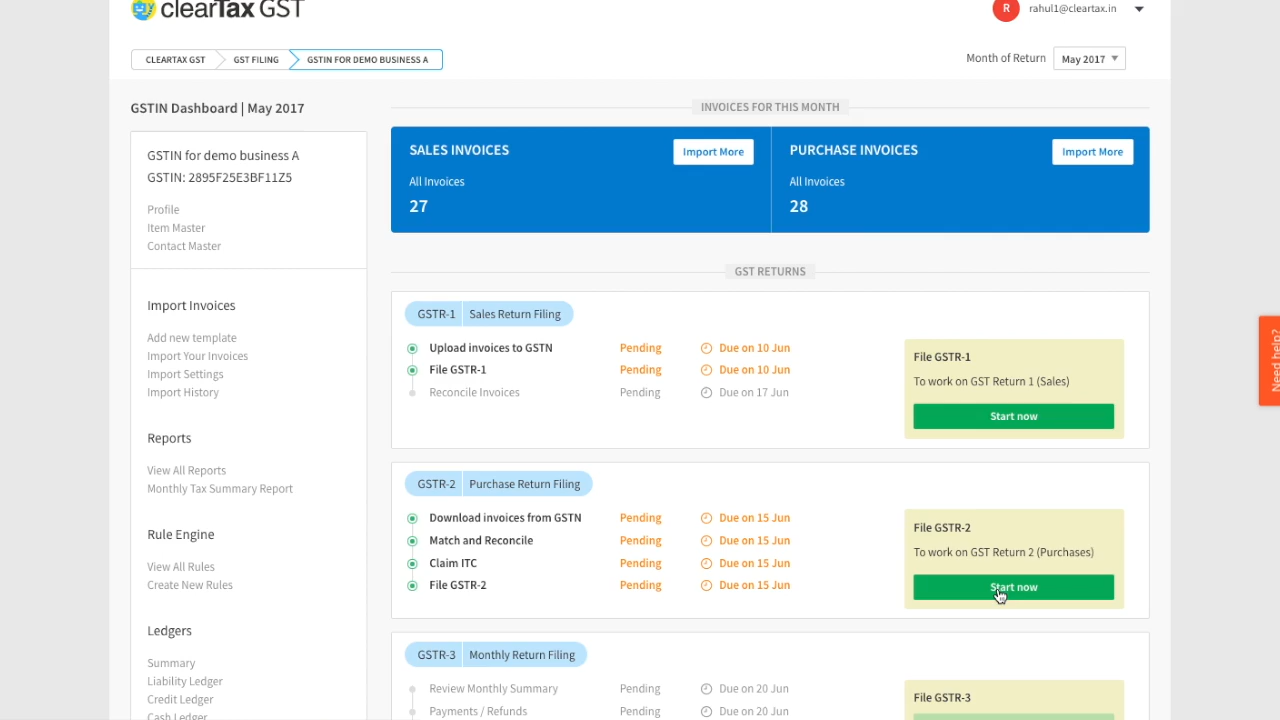 clearTax GST
R rahul1@cleartax.in
CLEARTAX GST GST FILING GSTIN FOR DEMO BUSINESS A
Month of Return May 2017
GSTIN Dashboard | May 2017
GSTIN for demo business A
GSTIN: 2895F25E3BF11Z5
Profile
Item Master
Contact Master
Import Invoices
Add new template
Import Your Invoices
Import Settings
Import History
Reports
View All Reports
Monthly Tax Summary Report
Rule Engine
View All Rules
Create New Rules
Ledgers
Summary
Liability Ledger
Credit Ledger
Cash Ledger
INVOICES FOR THIS MONTH
SALES INVOICES Import More
All Invoices
27
PURCHASE INVOICES Import More
All Invoices
28
GST RETURNS
GSTR-1 Sales Return Filing
Upload invoices to GSTN Pending Due on 10 Jun
File GSTR-1 Pending Due on 10 Jun
Reconcile Invoices Pending Due on 17 Jun
File GSTR-1
To work on GST Return 1 (Sales)
Start now
GSTR-2 Purchase Return Filing
Download invoices from GSTN Pending Due on 15 Jun
Match and Reconcile Pending Due on 15 Jun
Claim ITC Pending Due on 15 Jun
File GSTR-2 Pending Due on 15 Jun
File GSTR-2
To work on GST Return 2 (Purchases)
Start now
GSTR-3 Monthly Return Filing
Review Monthly Summary Pending Due on 20 Jun
Payments / Refunds Pending Due on 20 Jun
File GSTR-3
Need help?